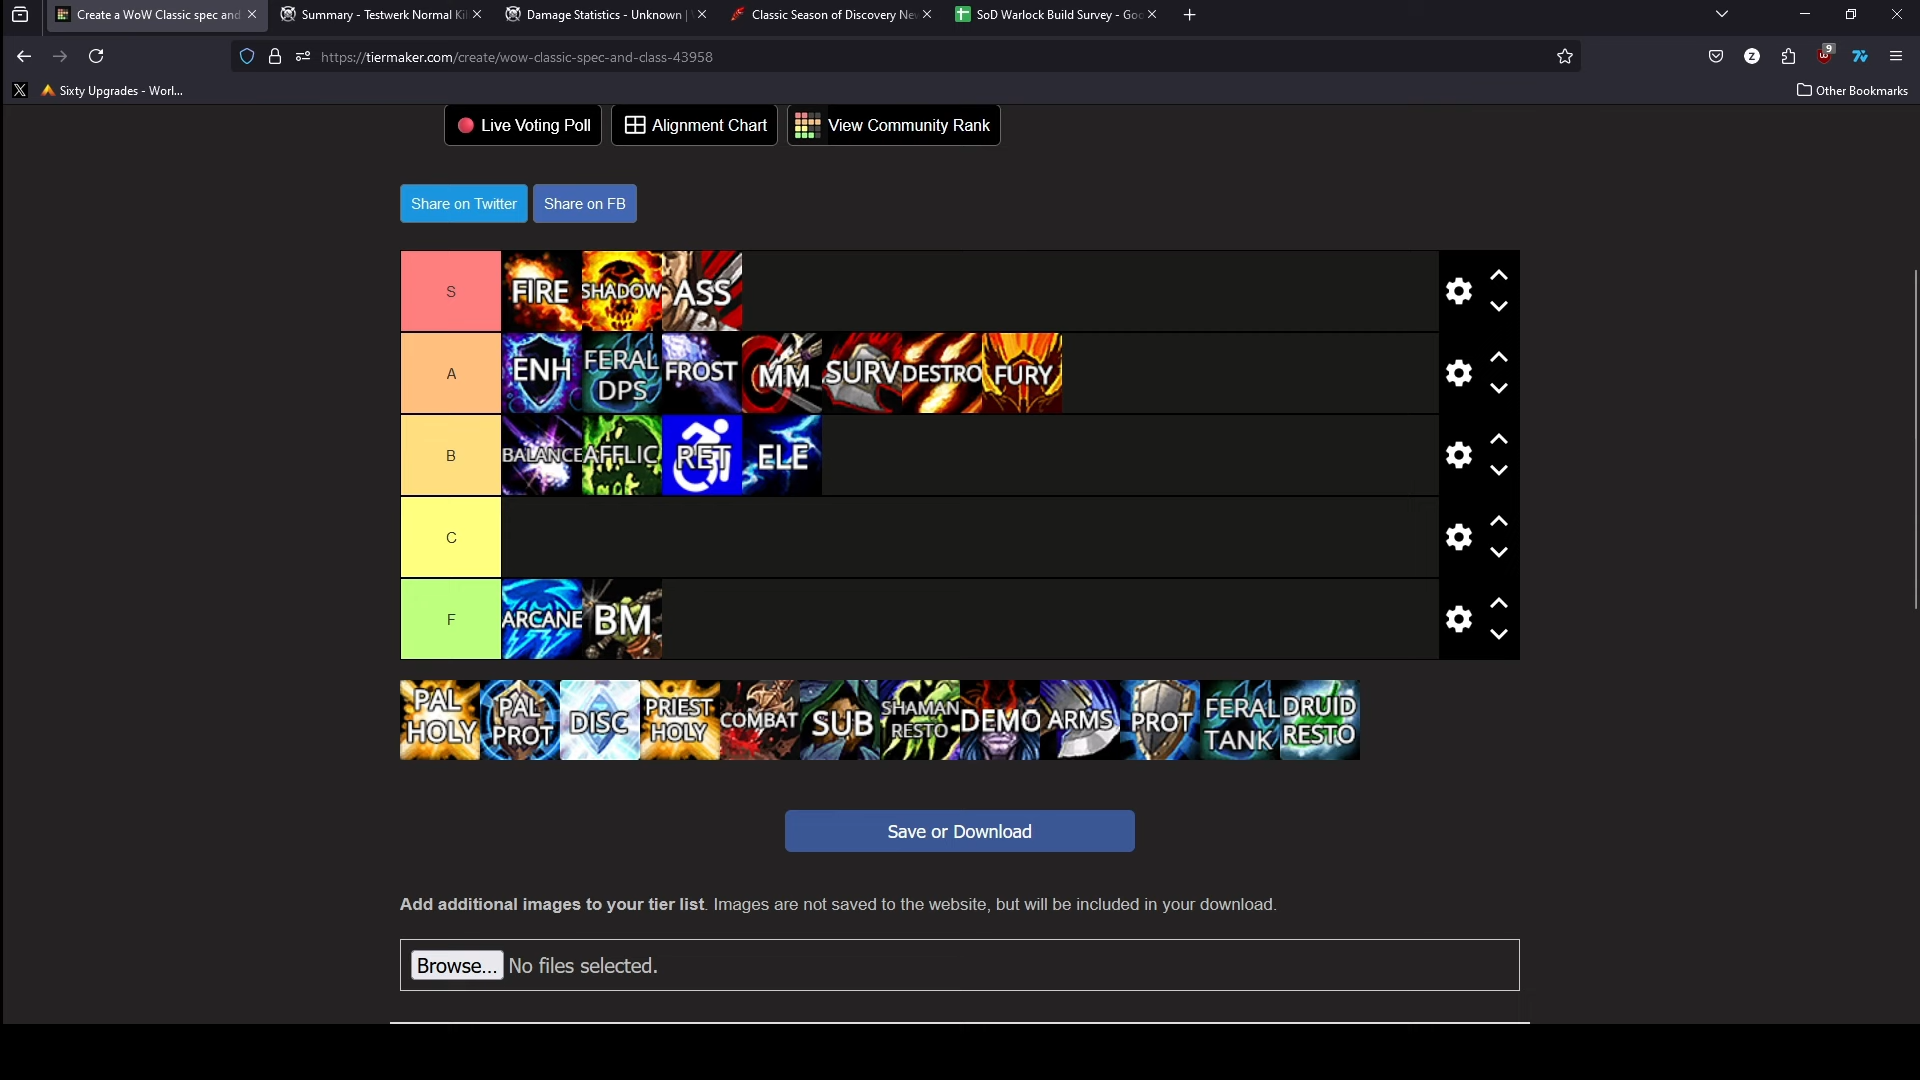 Create a WoW Classic spec and
Summary - Testwerk Normal Kil
Damage Statistics - Unknown |
Classic Season of Discovery Ne
SoD Warlock Build Survey - Goo
https://tiermaker.com/create/wow-classic-spec-and-class-43958
9
Sixty Upgrades - Worl...
Other Bookmarks
Live Voting Poll
Alignment Chart
View Community Rank
Share on Twitter
Share on FB
S
FIRE
SHADOW
ASS
A
ENH
FERAL
DPS
FROST
MM
SURV
DESTRO
FURY
B
BALANCE
AFFLIC
RET
ELE
C
F
ARCANE
BM
PAL
HOLY
PAL
PROT
DISC
PRIEST
HOLY
COMBAT
SUB
SHAMAN
RESTO
DEMO
ARMS
PROT
FERAL
TANK
DRUID
RESTO
Save or Download
Add additional images to your tier list. Images are not saved to the website, but will be included in your download.
Browse... No files selected.